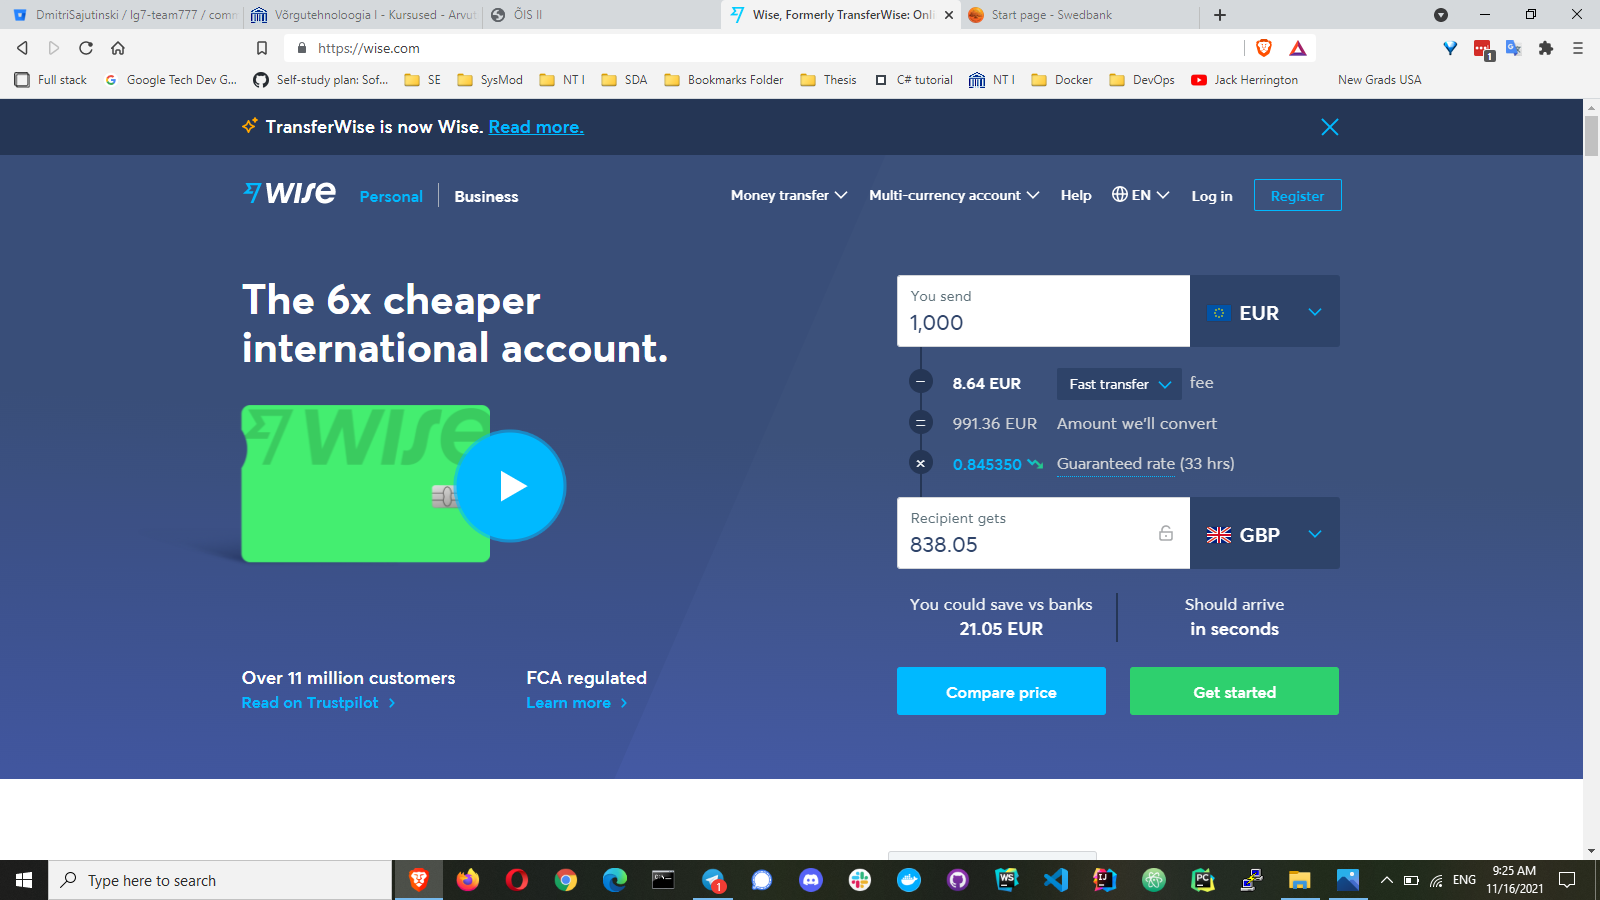 DmitriSajutinski / lg7-team777 / comm
Võrgutehnoloogia I - Kursused - Arvut
ÕIS II
Wise, Formerly TransferWise: Onli
Start page - Swedbank
https://wise.com
1
Full stack
Google Tech Dev G...
Self-study plan: Sof...
SE
SysMod
NT I
SDA
Bookmarks Folder
Thesis
C# tutorial
NT I
Docker
DevOps
Jack Herrington
New Grads USA
TransferWise is now Wise. Read more.
WISE
Personal
Business
Money transfer
Multi-currency account
Help
EN
Log in
Register
The 6x cheaper
international account.
WISE
You send
1,000
EUR
8.64 EUR
Fast transfer
fee
991.36 EUR
Amount we'll convert
0.845350
Guaranteed rate (33 hrs)
Recipient gets
838.05
GBP
You could save vs banks
21.05 EUR
Should arrive
in seconds
Over 11 million customers
Read on Trustpilot
FCA regulated
Learn more
Compare price
Get started
Type here to search
1
WS
IJ
PC
ENG
9:25 AM
11/16/2021